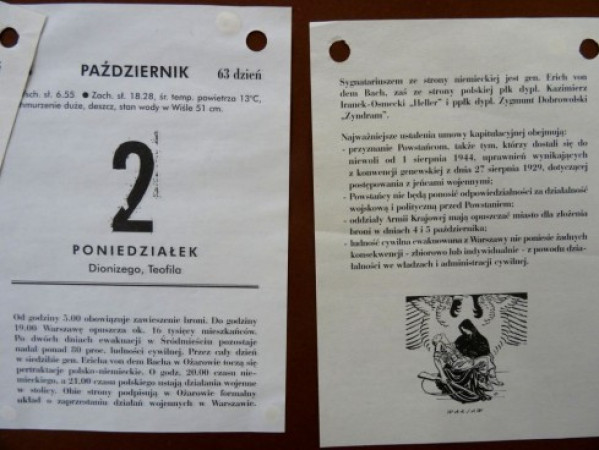 PAŹDZIERNIK 63 dzień
sch. sł. 6.55 ● Zach. sł. 18.28, śr. temp. powietrza 13°C,
chmurzenie duże, deszcz, stan wody w Wiśle 51 cm.
2
PONIEDZIAŁEK
Dionizego, Teofila
Od godziny 5.00 obowiązuje zawieszenie broni. Do godziny
19.00 Warszawę opuszcza ok. 16 tysięcy mieszkańców.
Po dwóch dniach ewakuacji w Śródmieściu pozostaje
nadal ponad 80 proc. ludności cywilnej. Przez cały dzień
w siedzibie gen. Ericha von dem Bacha w Ożarowie toczą się
pertraktacje polsko-niemieckie. O godz. 20.00 czasu nie-
mieckiego, a 21.00 czasu polskiego ustają działania wojenne
w stolicy. Obie strony podpisują w Ożarowie formalny
układ o zaprzestaniu działań wojennych w Warszawie.
Sygnatariuszem ze strony niemieckiej jest gen. Erich von
dem Bach, zaś ze strony polskiej płk dypl. Kazimierz
Iranek-Osmecki „Heller” i ppłk dypl. Zygmunt Dobrowolski
„Zyndram”.
Najważniejsze ustalenia umowy kapitulacyjnej obejmują:
- przyznanie Powstańcom, także tym, którzy dostali się do
niewoli od 1 sierpnia 1944, uprawnień wynikających
z konwencji genewskiej z dnia 27 sierpnia 1929, dotyczącej
postępowania z jeńcami wojennymi;
- Powstańcy nie będą ponosić odpowiedzialności za działalność
wojskową i polityczną przed Powstaniem;
- oddziały Armii Krajowej mają opuszczać miasto dla złożenia
broni w dniach 4 i 5 października;
- ludność cywilna ewakuowana z Warszawy nie poniesie żadnych
konsekwencji - zbiorowo lub indywidualnie - z powodu dzia-
łalności we władzach i administracji cywilnej.
WARSAW